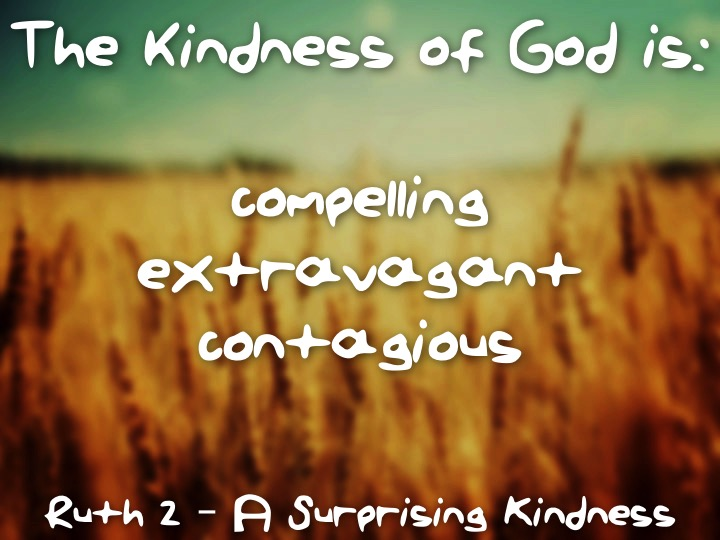 The Kindness of God is:
compelling
extravagant
contagious
Ruth 2 - A Surprising Kindness